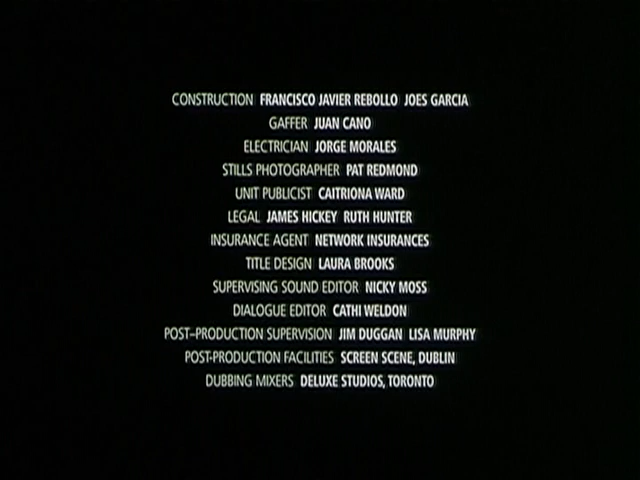 CONSTRUCTION FRANCISCO JAVIER REBOLLO JOES GARCIA
GAFFER JUAN CANO
ELECTRICIAN JORGE MORALES
STILLS PHOTOGRAPHER PAT REDMOND
UNIT PUBLICIST CAITRIONA WARD
LEGAL JAMES HICKEY RUTH HUNTER
INSURANCE AGENT NETWORK INSURANCES
TITLE DESIGN LAURA BROOKS
SUPERVISING SOUND EDITOR NICKY MOSS
DIALOGUE EDITOR CATHI WELDON
POST–PRODUCTION SUPERVISION JIM DUGGAN LISA MURPHY
POST-PRODUCTION FACILITIES SCREEN SCENE, DUBLIN
DUBBING MIXERS DELUXE STUDIOS, TORONTO